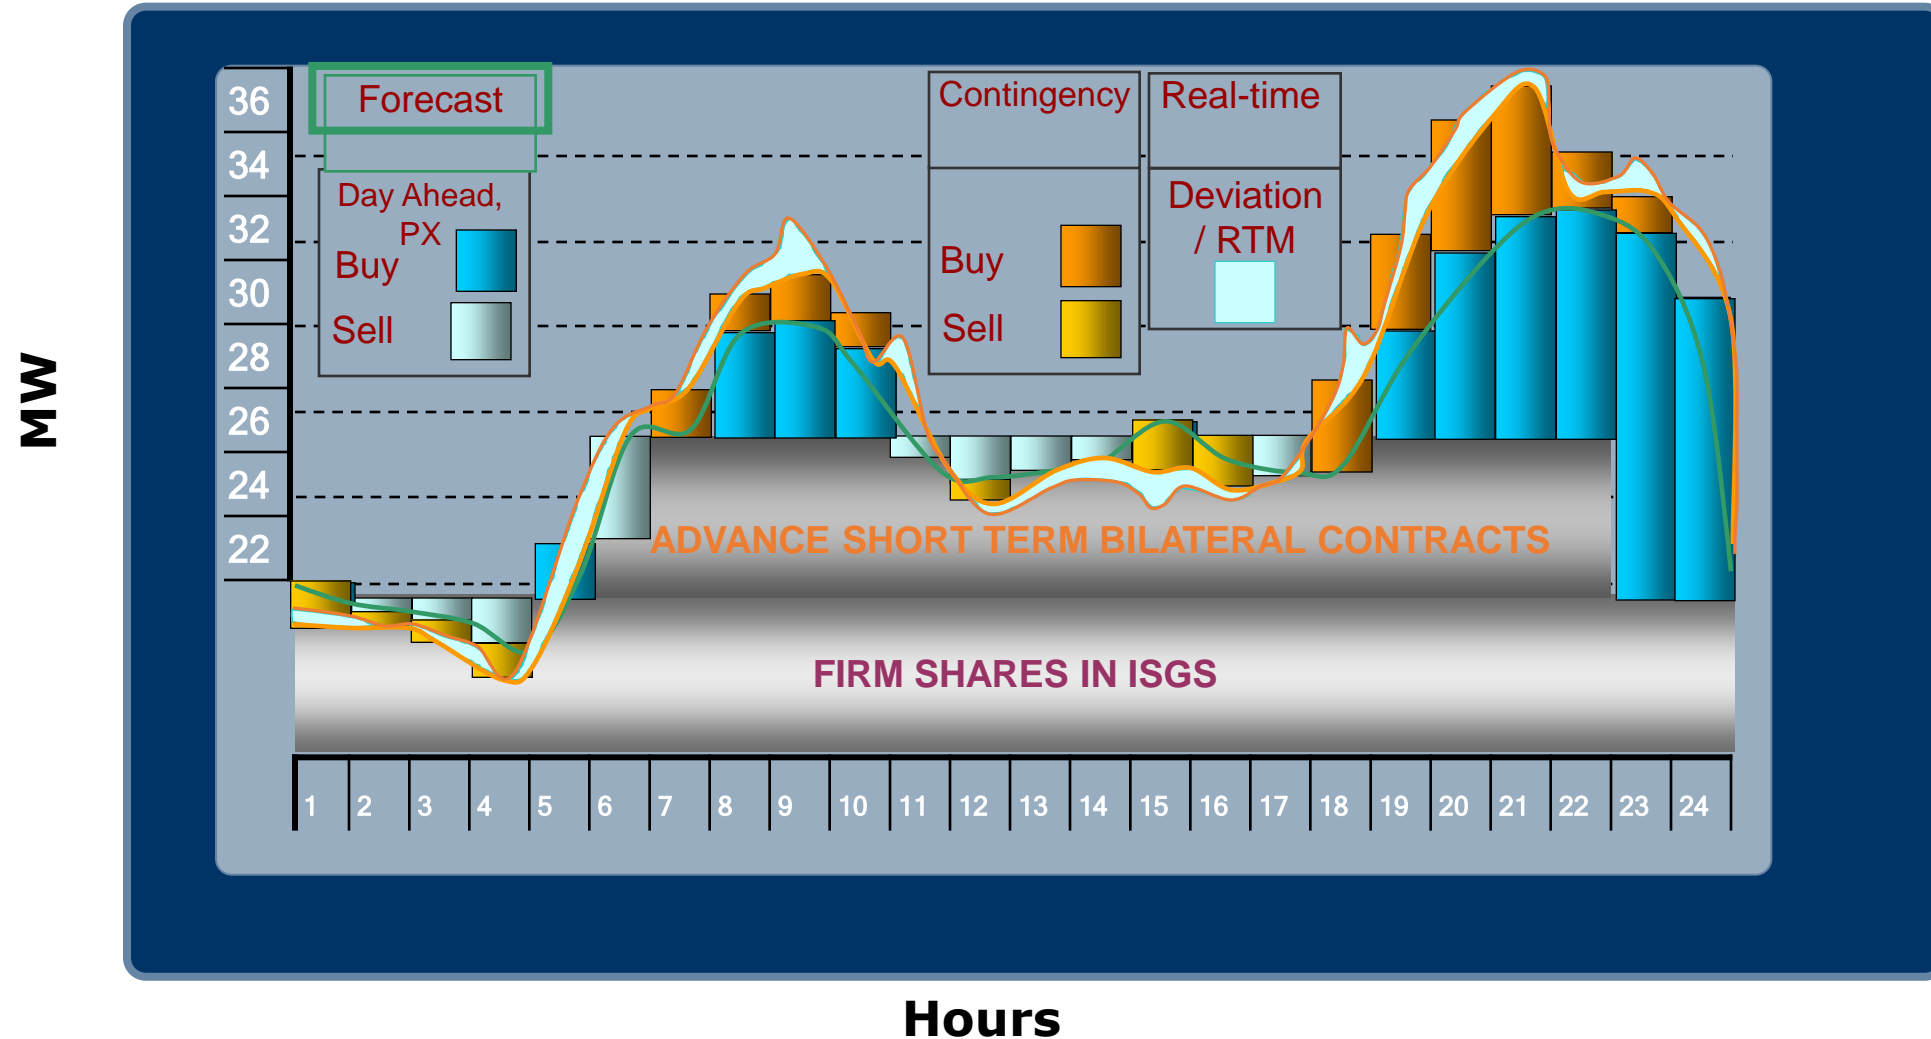 MW
36
34
32
30
28
26
24
22
Forecast
Day Ahead,
PX
Buy
Sell
Contingency
Buy
Sell
Real-time
Deviation
/ RTM
ADVANCE SHORT TERM BILATERAL CONTRACTS
FIRM SHARES IN ISGS
1 2 3 4 5 6 7 8 9 10 11 12 13 14 15 16 17 18 19 20 21 22 23 24
Hours